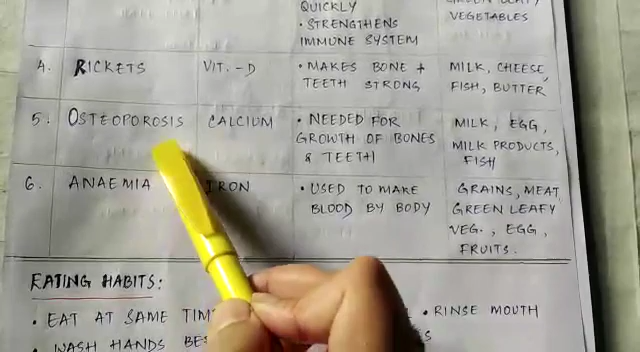 QUICKLY
• STRENGTHENS IMMUNE SYSTEM
VEGETABLES
4. RICKETS VIT. - D • MAKES BONE + TEETH STRONG MILK, CHEESE, FISH, BUTTER
5. OSTEOPOROSIS CALCIUM • NEEDED FOR GROWTH OF BONES & TEETH MILK, EGG, MILK PRODUCTS, FISH
6. ANAEMIA IRON • USED TO MAKE BLOOD BY BODY GRAINS, MEAT, GREEN LEAFY VEG., EGG, FRUITS.
EATING HABITS:
• EAT AT SAME • RINSE MOUTH
• WASH HANDS